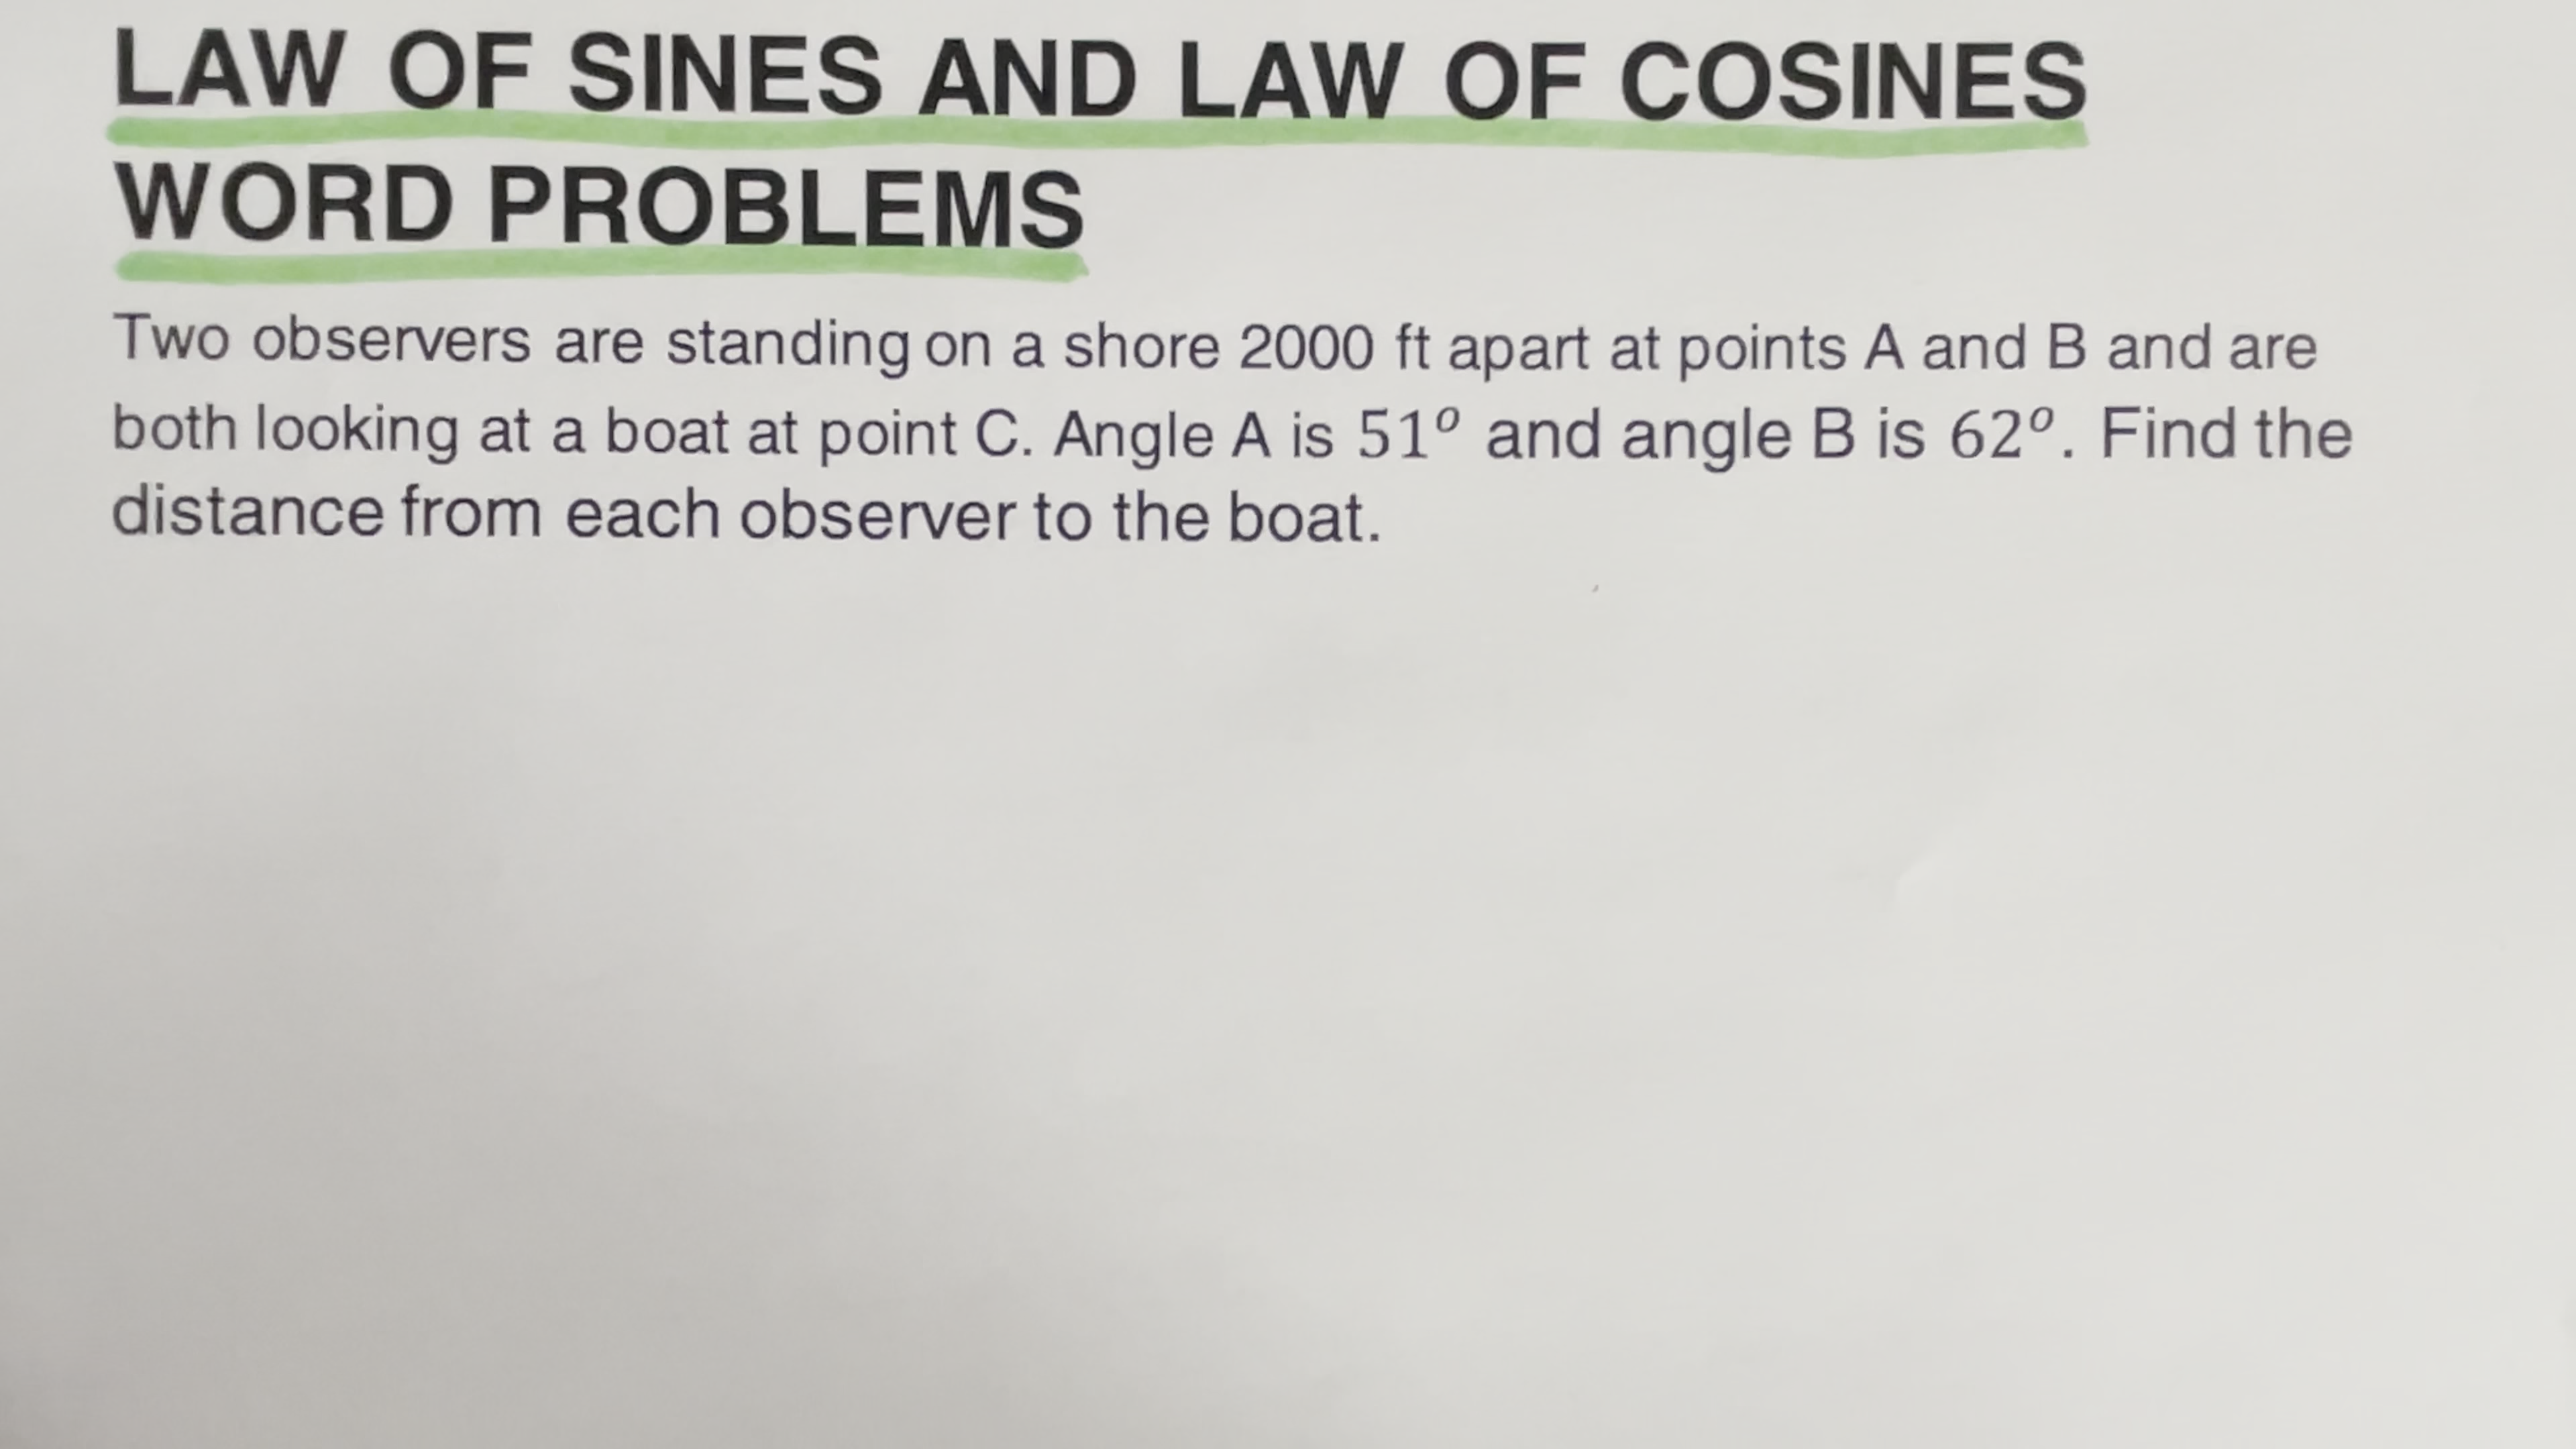 LAW OF SINES AND LAW OF COSINES
WORD PROBLEMS
Two observers are standing on a shore 2000 ft apart at points A and B and are
both looking at a boat at point C. Angle A is 51º and angle B is 62º. Find the
distance from each observer to the boat.